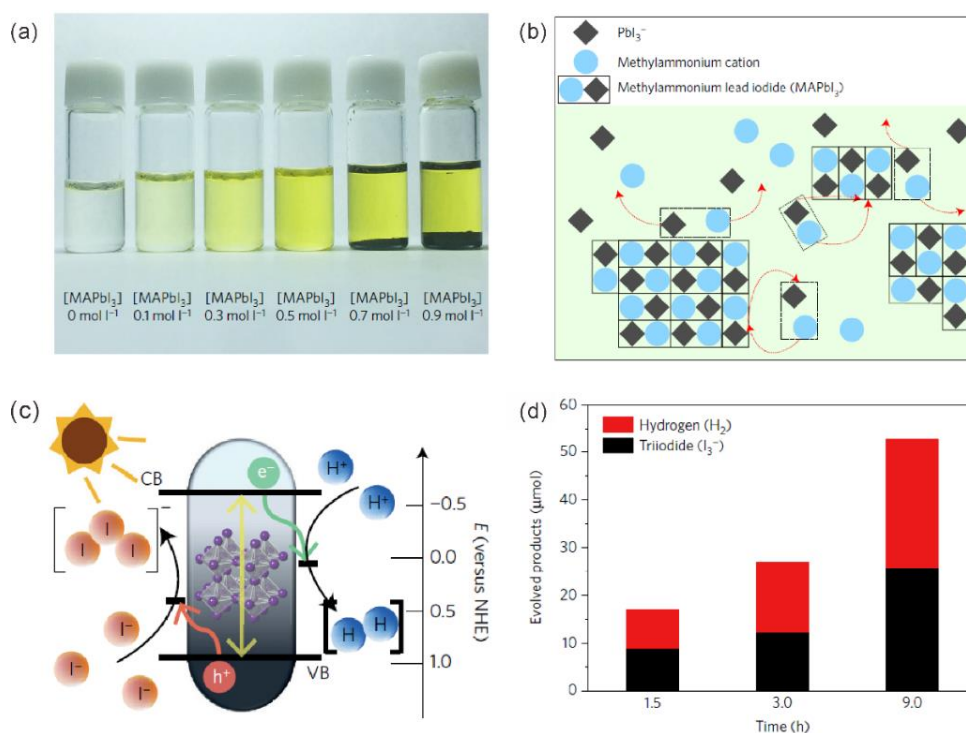 (a)
[MAPbI₃] [MAPbI₃] [MAPbI₃] [MAPbI₃] [MAPbI₃] [MAPbI₃]
0 mol l⁻¹ 0.1 mol l⁻¹ 0.3 mol l⁻¹ 0.5 mol l⁻¹ 0.7 mol l⁻¹ 0.9 mol l⁻¹
(b)
PbI₃⁻
Methylammonium cation
Methylammonium lead iodide (MAPbI₃)
(c)
CB
e⁻
H⁺
H⁺
−0.5
I
I I
−
0.0
E (versus NHE)
I⁻
0.5
H H
I⁻
h⁺
VB
1.0
I⁻
(d)
60
Hydrogen (H₂)
Triiodide (I₃⁻)
50
40
30
20
10
0
Evolved products (μmol)
1.5 3.0 9.0
Time (h)